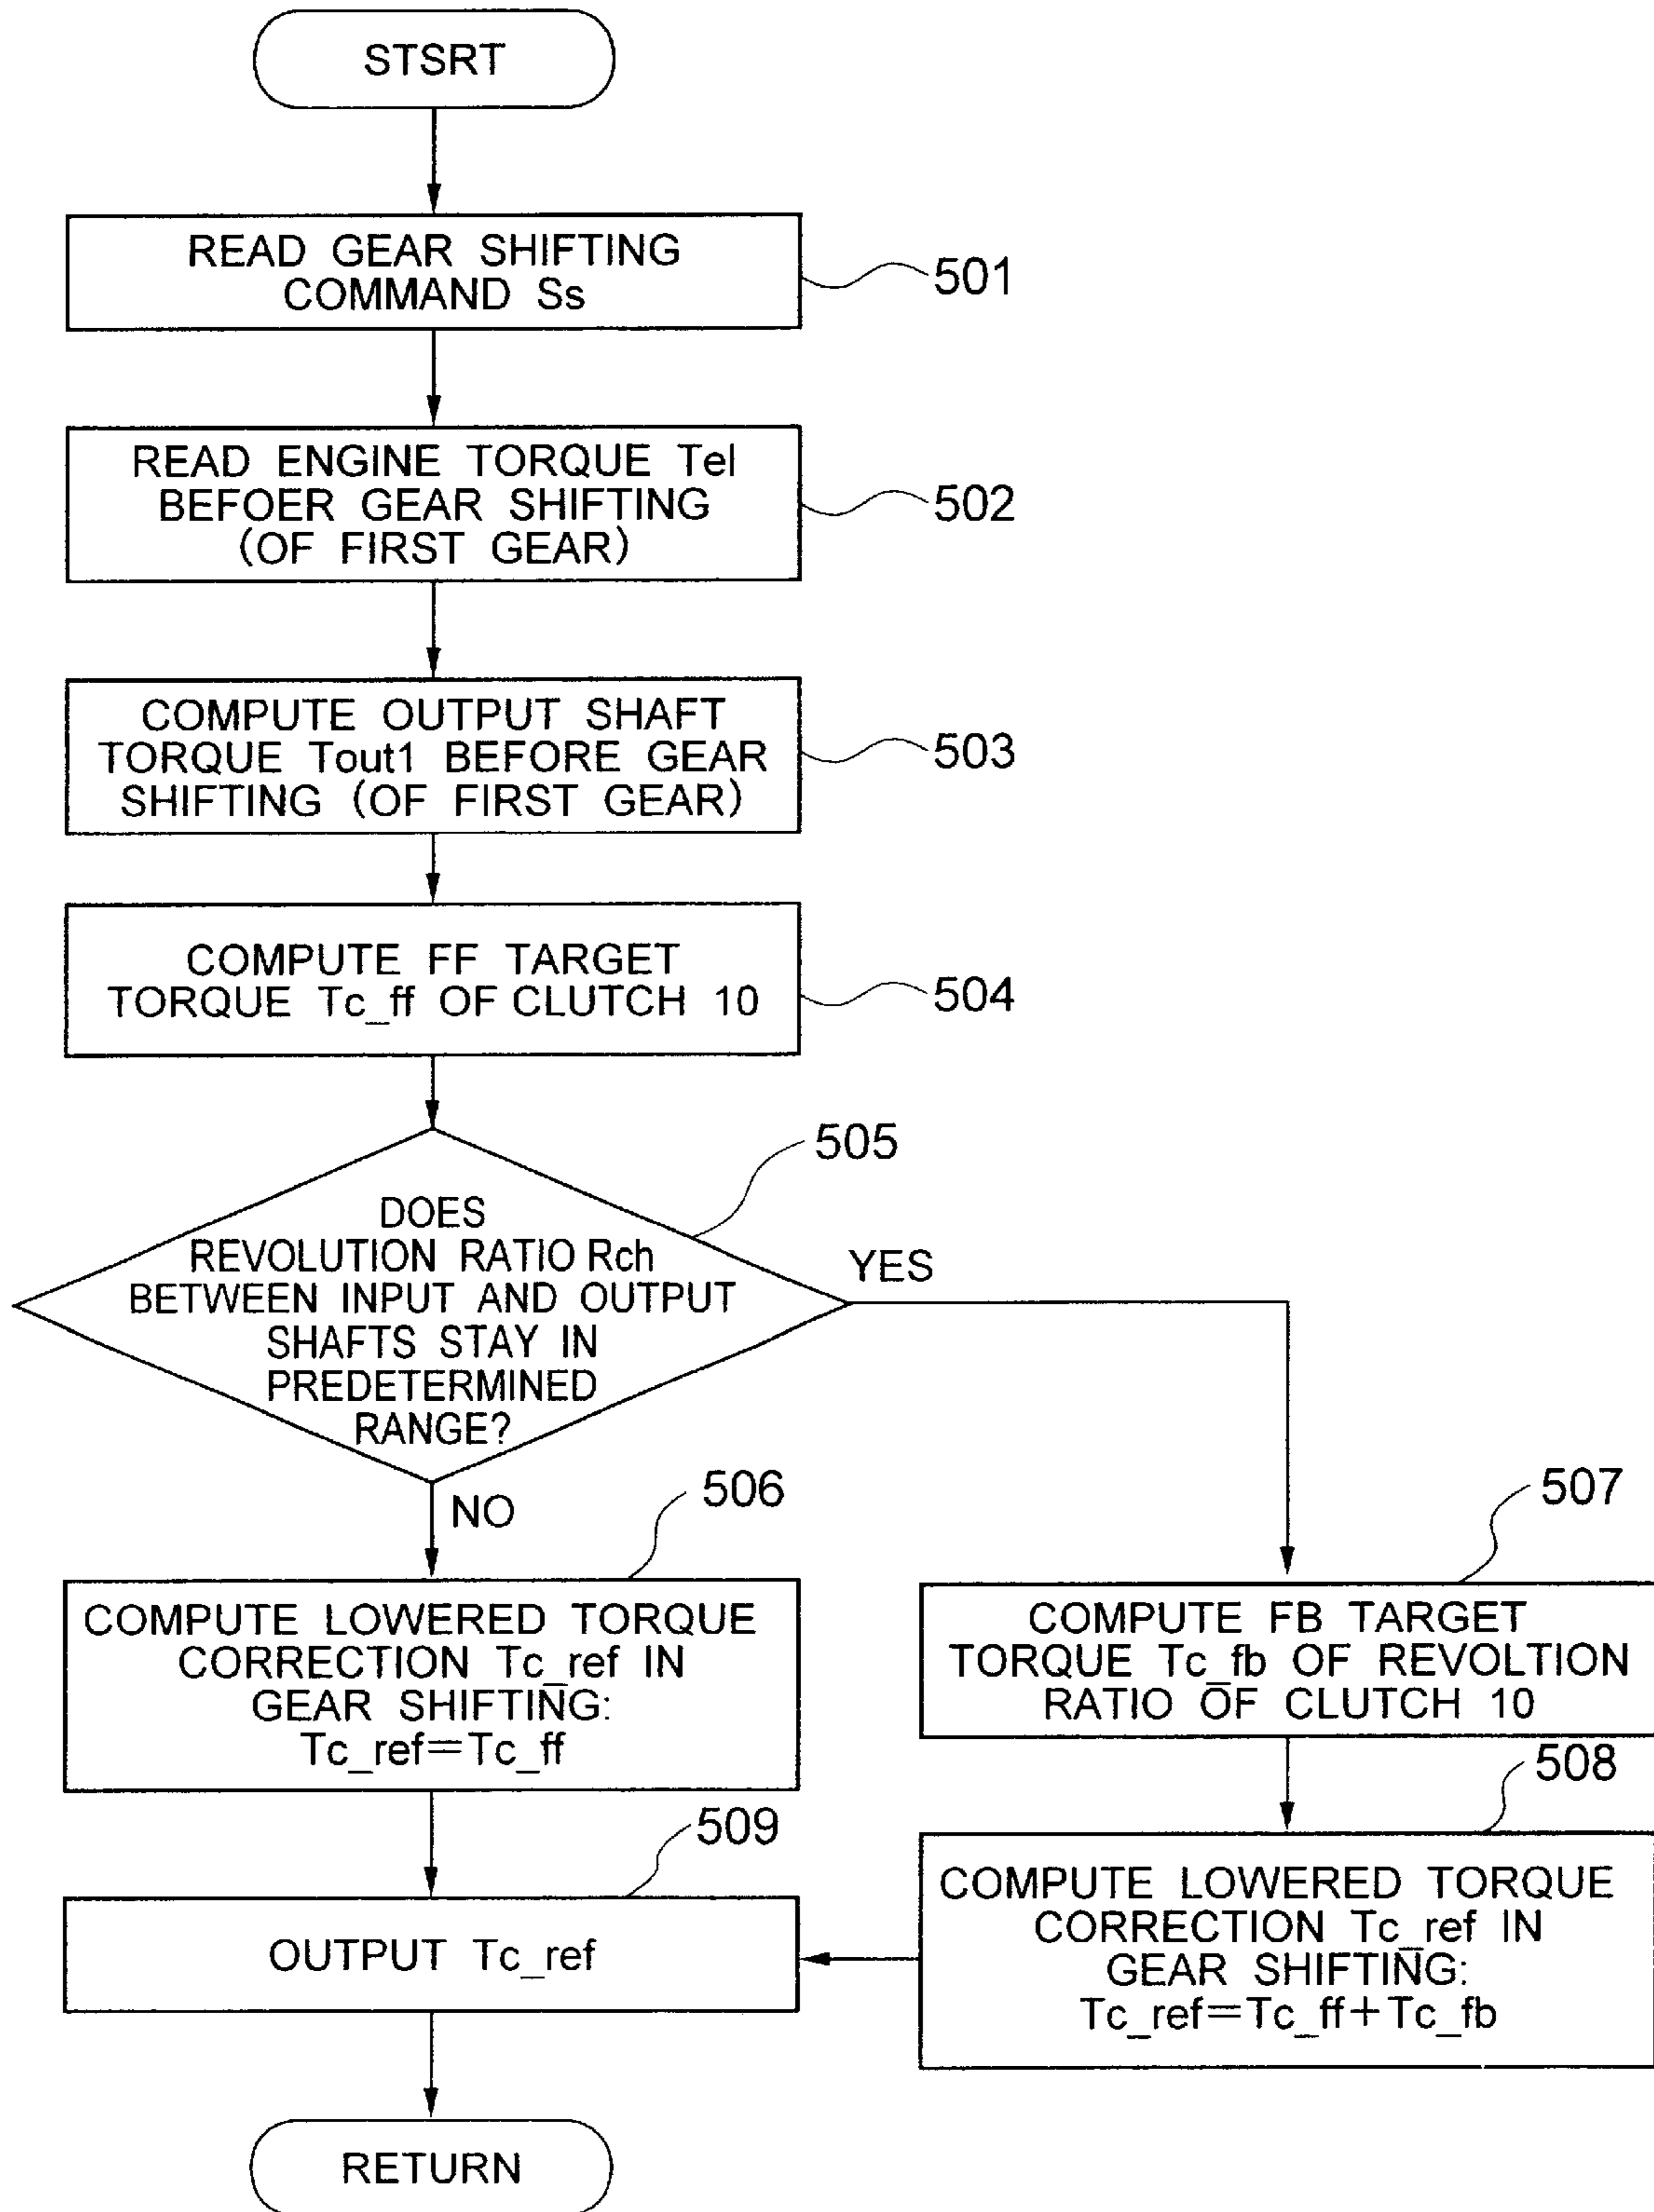 STSRT
READ GEAR SHIFTING
COMMAND Ss
501
READ ENGINE TORQUE Tel
BEFOER GEAR SHIFTING
(OF FIRST GEAR)
502
COMPUTE OUTPUT SHAFT
TORQUE Tout1 BEFORE GEAR
SHIFTING (OF FIRST GEAR)
503
COMPUTE FF TARGET
TORQUE Tc_ff OF CLUTCH 10
504
505
DOES
REVOLUTION RATIO Rch
BETWEEN INPUT AND OUTPUT
SHAFTS STAY IN
PREDETERMINED
RANGE?
YES
NO
506
COMPUTE LOWERED TORQUE
CORRECTION Tc_ref IN
GEAR SHIFTING:
Tc_ref=Tc_ff
507
COMPUTE FB TARGET
TORQUE Tc_fb OF REVOLTION
RATIO OF CLUTCH 10
508
COMPUTE LOWERED TORQUE
CORRECTION Tc_ref IN
GEAR SHIFTING:
Tc_ref=Tc_ff+Tc_fb
509
OUTPUT Tc_ref
RETURN